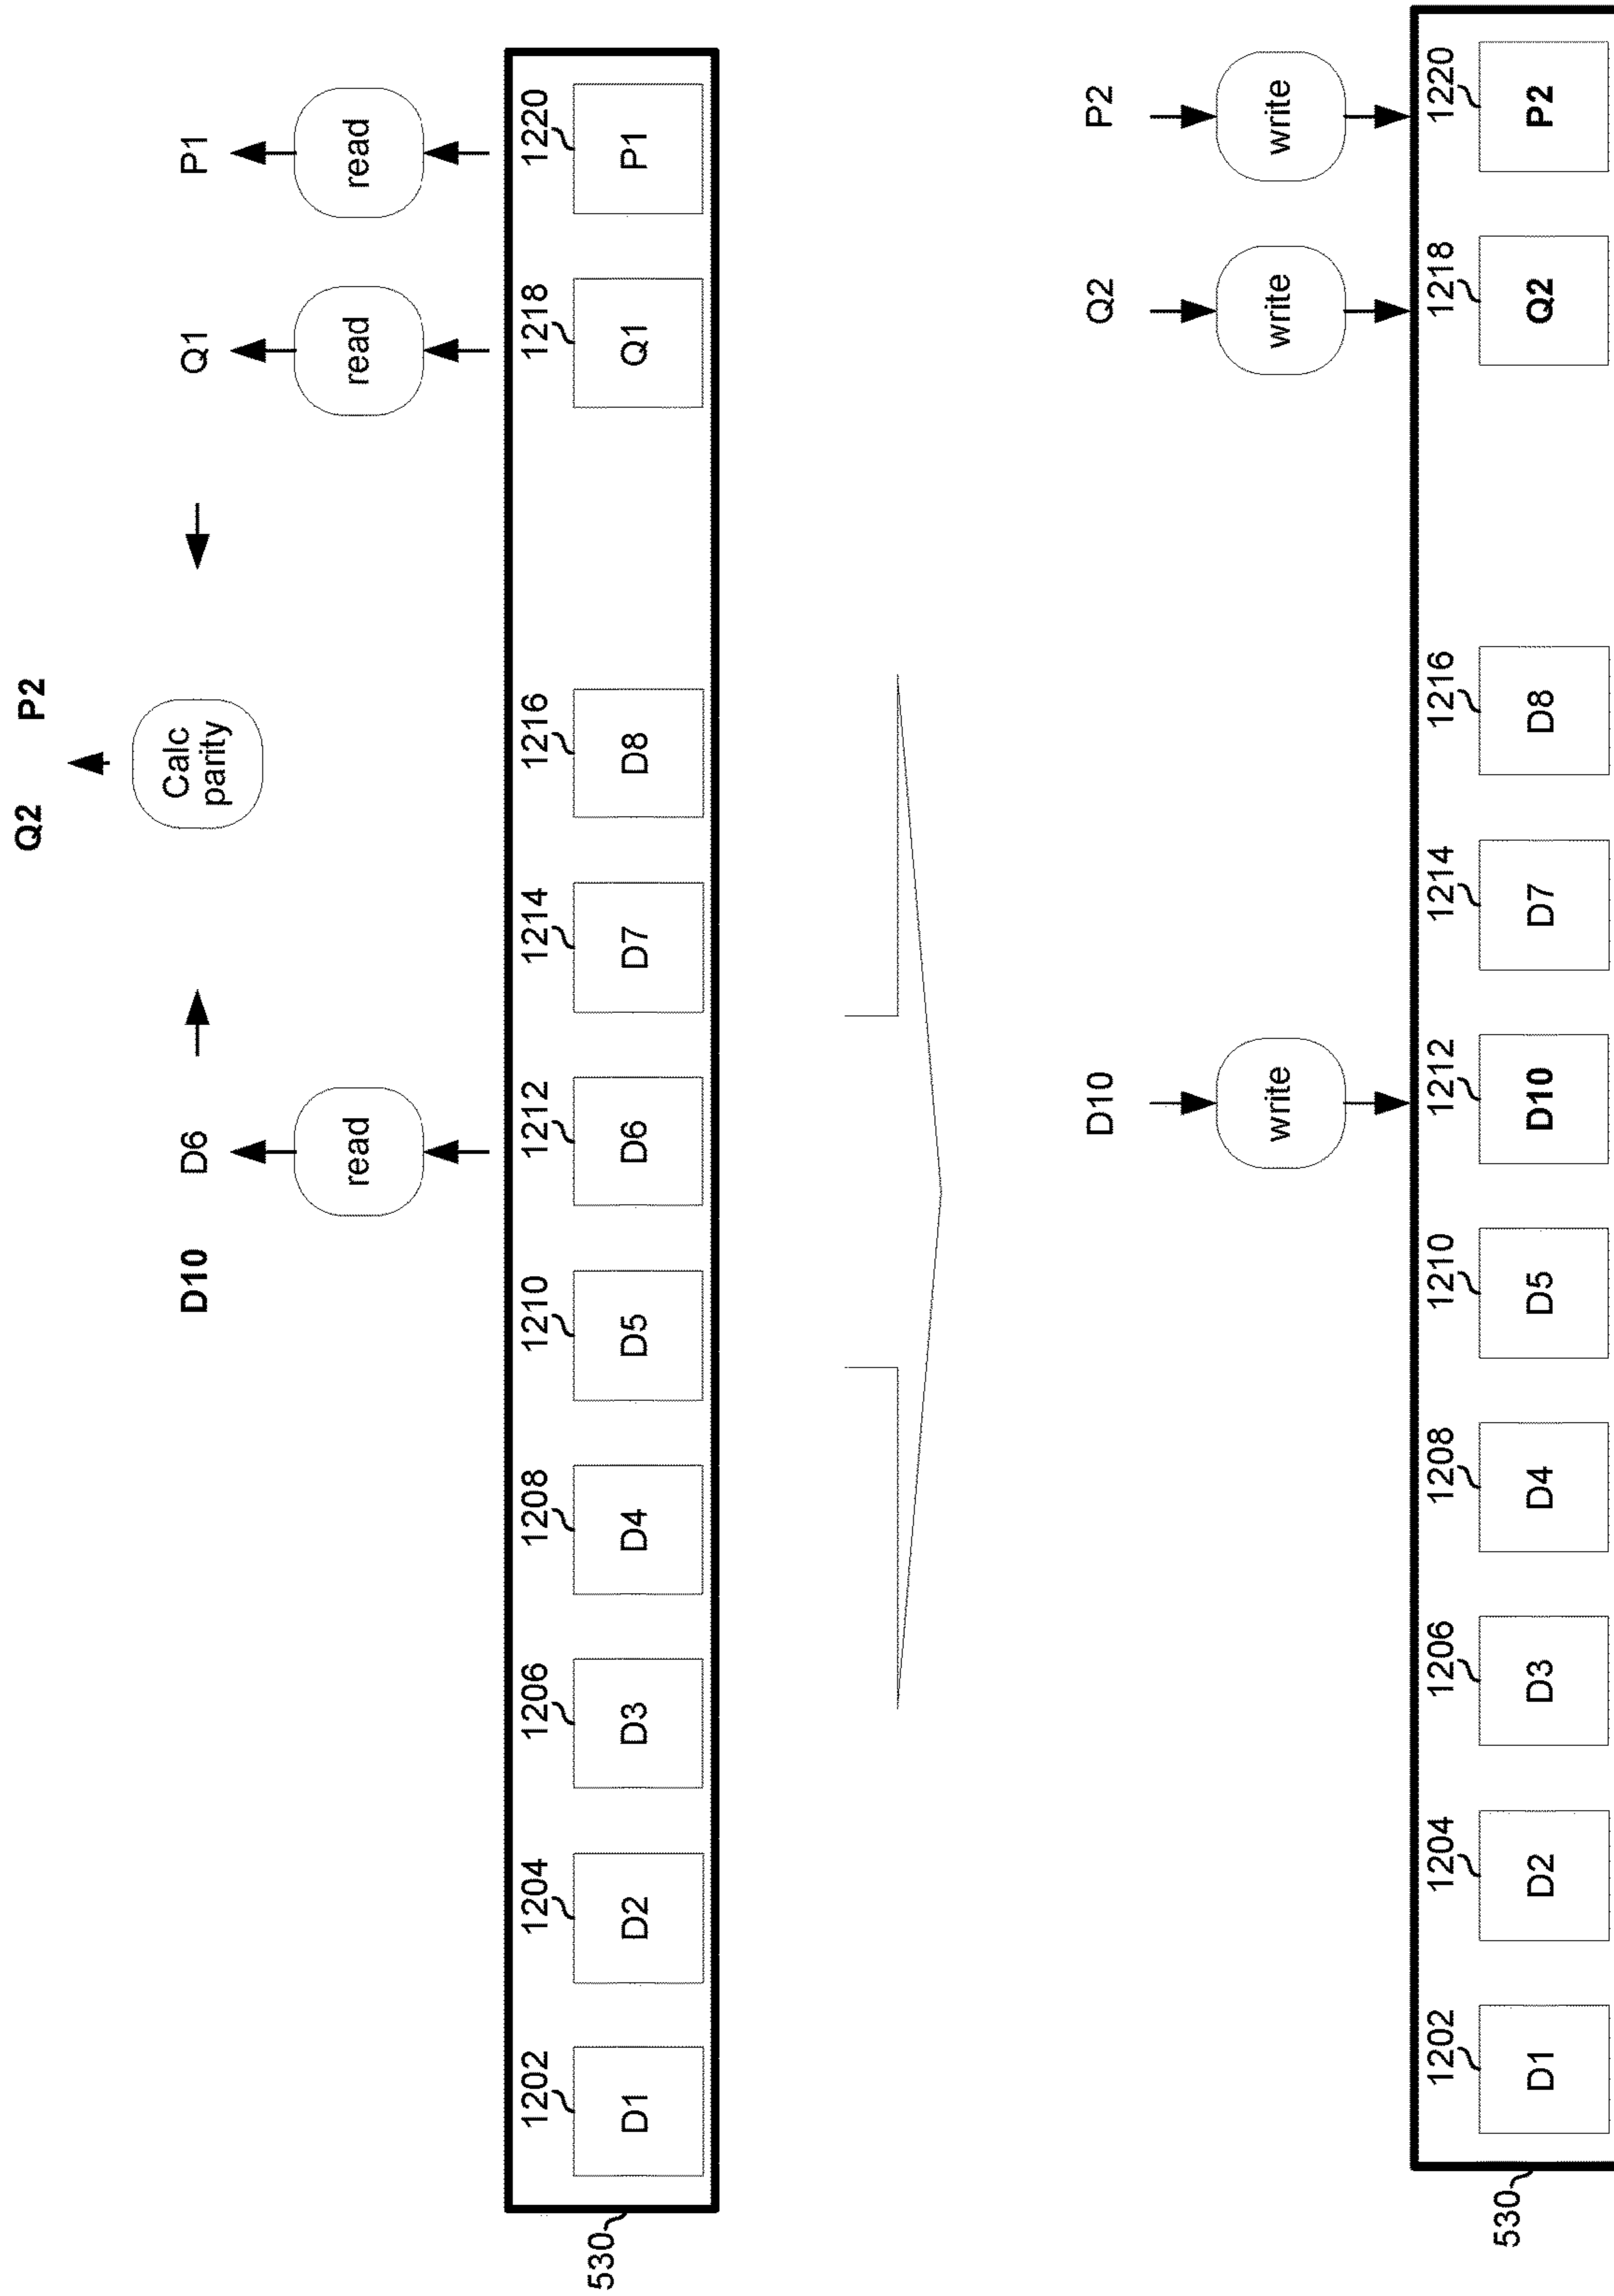 Q2 P2
D10 D6 Calc Q1 P1
parity
read read read
1202 1204 1206 1208 1210 1212 1214 1216 1218 1220
530 D1 D2 D3 D4 D5 D6 D7 D8 Q1 P1
D10 Q2 P2
write write write
1202 1204 1206 1208 1210 1212 1214 1216 1218 1220
530 D1 D2 D3 D4 D5 D10 D7 D8 Q2 P2